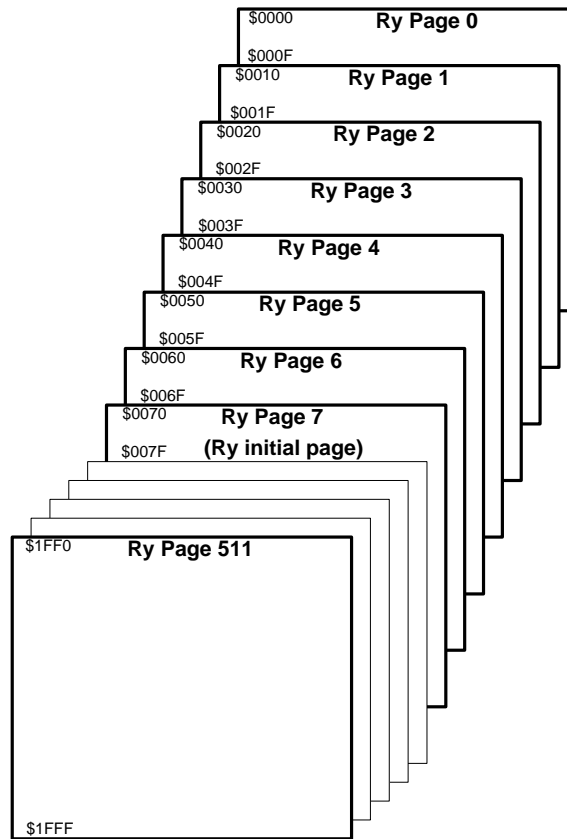 $0000
Ry Page 0
$000F
$0010
Ry Page 1
$001F
$0020
Ry Page 2
$002F
$0030
Ry Page 3
$003F
$0040
Ry Page 4
$004F
$0050
Ry Page 5
$005F
$0060
Ry Page 6
$006F
$0070
Ry Page 7
$007F
(Ry initial page)
$1FF0
Ry Page 511
$1FFF